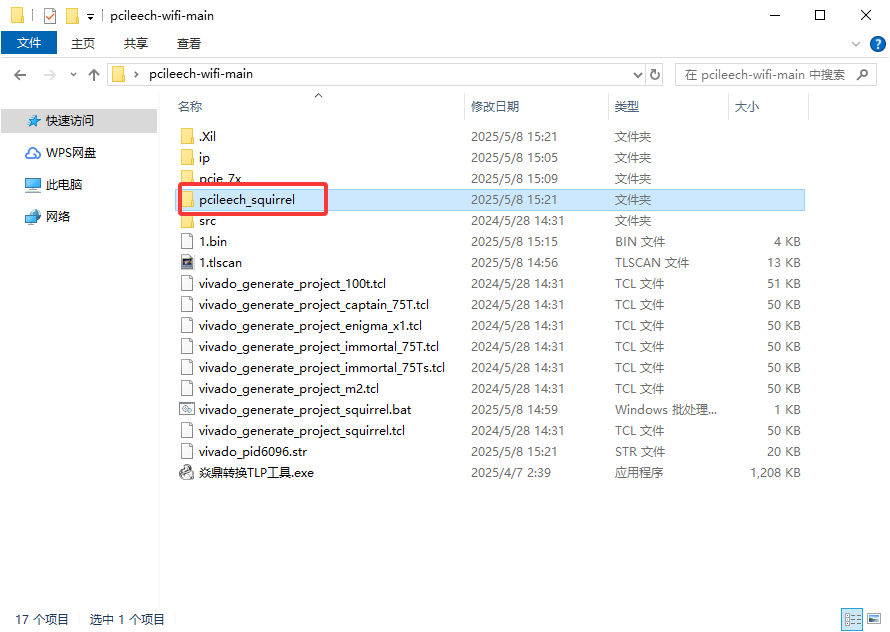 pcileech-wifi-main
文件 主页 共享 查看
pcileech-wifi-main 在 pcileech-wifi-main 中搜索
名称 修改日期 类型 大小
快速访问
WPS网盘
此电脑
网络
.Xil 2025/5/8 15:21 文件夹
ip 2025/5/8 15:05 文件夹
pcie_7x 2025/5/8 15:09 文件夹
pcileech_squirrel 2025/5/8 15:21 文件夹
src 2024/5/28 14:31 文件夹
1.bin 2025/5/8 15:15 BIN 文件 4 KB
1.tlscan 2025/5/8 14:56 TLSCAN 文件 13 KB
vivado_generate_project_100t.tcl 2024/5/28 14:31 TCL 文件 51 KB
vivado_generate_project_captain_75T.tcl 2024/5/28 14:31 TCL 文件 50 KB
vivado_generate_project_enigma_x1.tcl 2024/5/28 14:31 TCL 文件 50 KB
vivado_generate_project_immortal_75T.tcl 2024/5/28 14:31 TCL 文件 50 KB
vivado_generate_project_immortal_75Ts.tcl 2024/5/28 14:31 TCL 文件 50 KB
vivado_generate_project_m2.tcl 2024/5/28 14:31 TCL 文件 50 KB
vivado_generate_project_squirrel.bat 2025/5/8 14:59 Windows 批处理... 1 KB
vivado_generate_project_squirrel.tcl 2024/5/28 14:31 TCL 文件 50 KB
vivado_pid6096.str 2025/5/8 15:21 STR 文件 20 KB
焱鼎转换TLP工具.exe 2025/4/7 2:39 应用程序 1,208 KB
17 个项目 选中 1 个项目